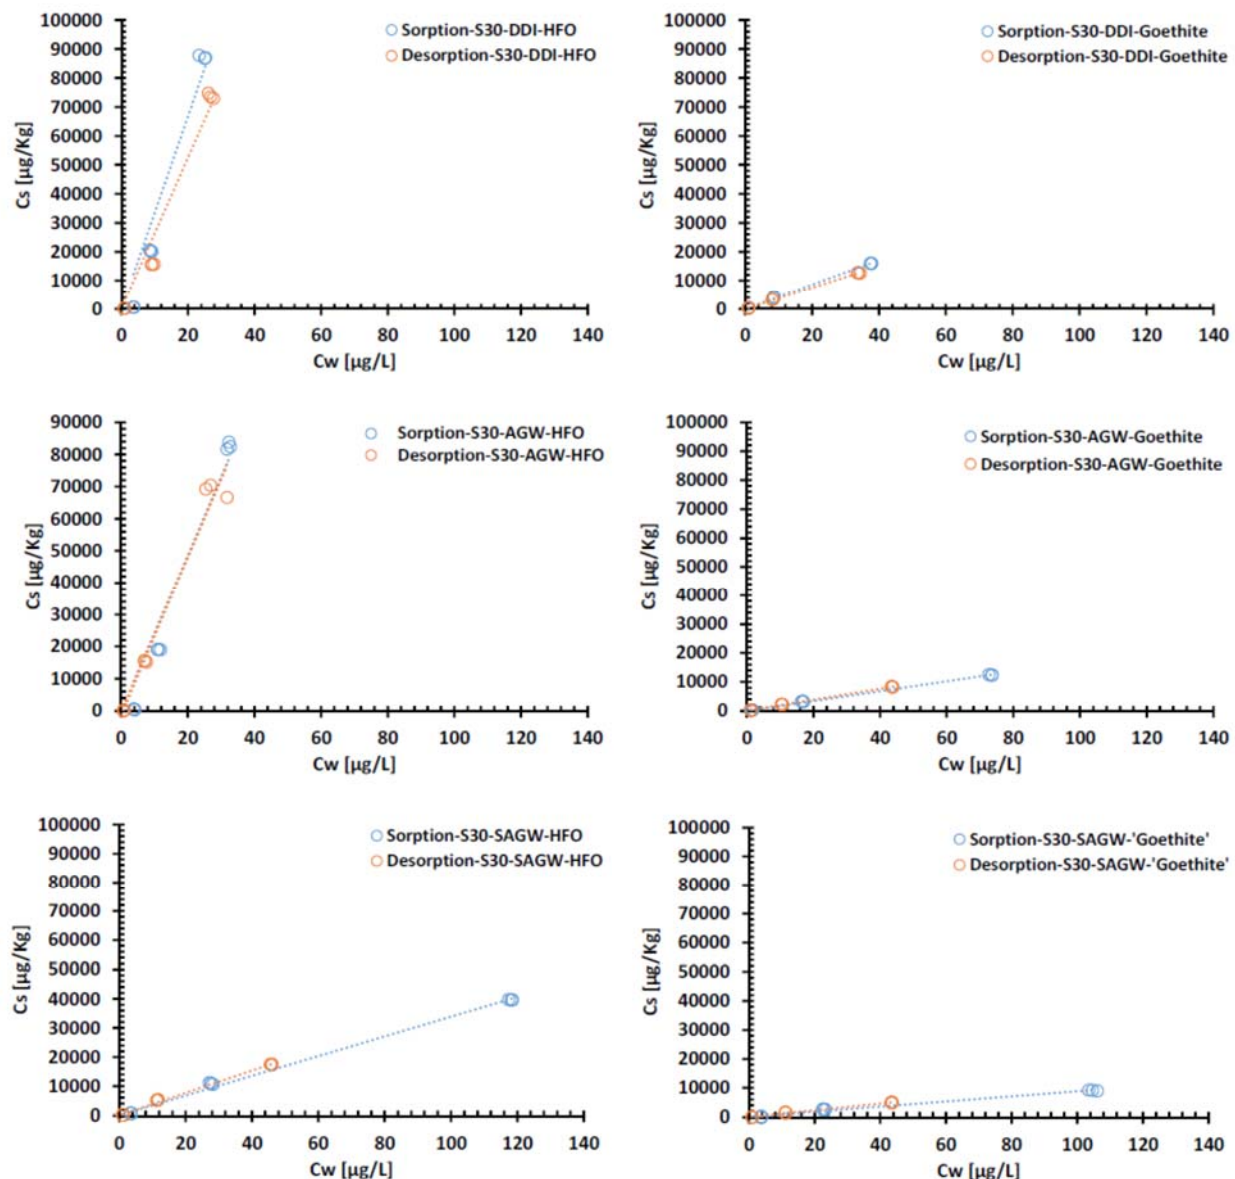 100000
90000
80000
70000
60000
50000
40000
30000
20000
10000
0
Cs [µg/Kg]
0 20 40 60 80 100 120 140
Cw [µg/L]
Sorption-S30-DDI-HFO
Desorption-S30-DDI-HFO
100000
90000
80000
70000
60000
50000
40000
30000
20000
10000
0
Cs [µg/Kg]
0 20 40 60 80 100 120 140
Cw [µg/L]
Sorption-S30-DDI-Goethite
Desorption-S30-DDI-Goethite
90000
80000
70000
60000
50000
40000
30000
20000
10000
0
Cs [µg/Kg]
0 20 40 60 80 100 120 140
Cw [µg/L]
Sorption-S30-AGW-HFO
Desorption-S30-AGW-HFO
100000
90000
80000
70000
60000
50000
40000
30000
20000
10000
0
Cs [µg/Kg]
0 20 40 60 80 100 120 140
Cw [µg/L]
Sorption-S30-AGW-Goethite
Desorption-S30-AGW-Goethite
100000
90000
80000
70000
60000
50000
40000
30000
20000
10000
0
Cs [µg/Kg]
0 20 40 60 80 100 120 140
Cw [µg/L]
Sorption-S30-SAGW-HFO
Desorption-S30-SAGW-HFO
100000
90000
80000
70000
60000
50000
40000
30000
20000
10000
0
Cs [µg/Kg]
0 20 40 60 80 100 120 140
Cw [µg/L]
Sorption-S30-SAGW-'Goethite'
Desorption-S30-SAGW-'Goethite'